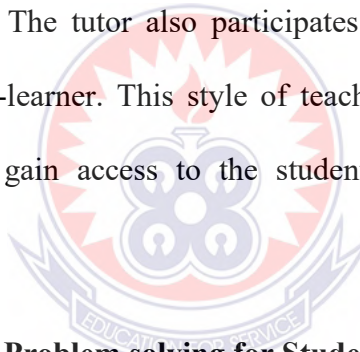 The tutor also participates
-learner. This style of teach
gain access to the studen
EDUCATION FOR SERVICE
Problem solving for Stude